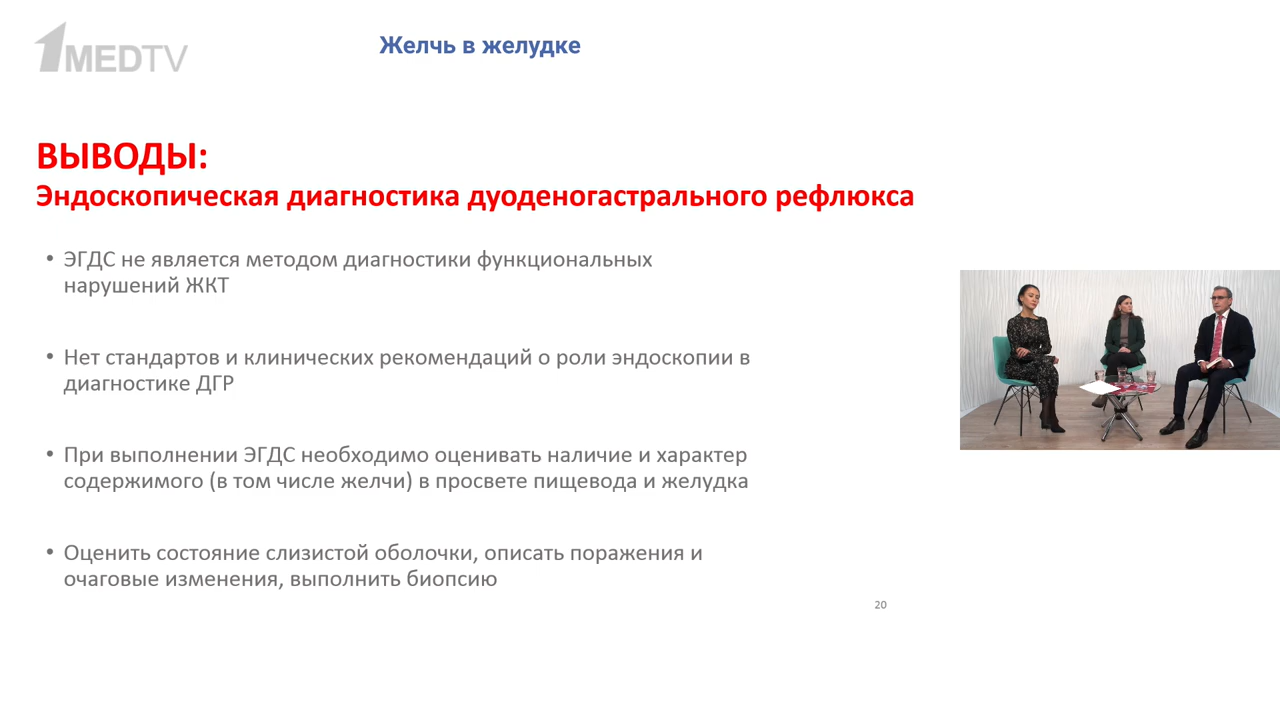 1MEDTV
Желчь в желудке
ВЫВОДЫ:
Эндоскопическая диагностика дуоденогастрального рефлюкса
• ЭГДС не является методом диагностики функциональных
нарушений ЖКТ
• Нет стандартов и клинических рекомендаций о роли эндоскопии в
диагностике ДГР
• При выполнении ЭГДС необходимо оценивать наличие и характер
содержимого (в том числе желчи) в просвете пищевода и желудка
• Оценить состояние слизистой оболочки, описать поражения и
очаговые изменения, выполнить биопсию
20